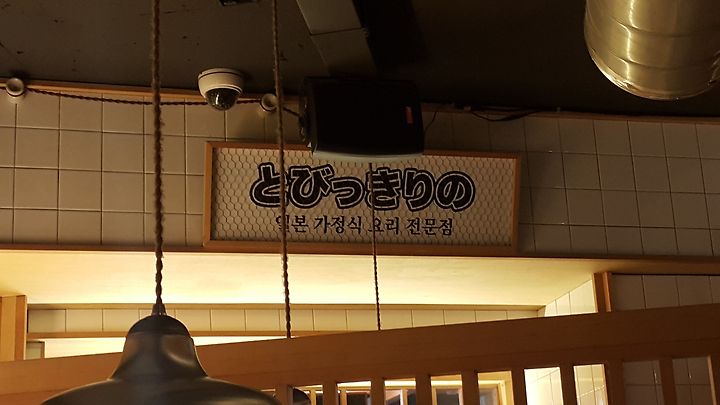 とびっきりの
일본 가정식 요리 전문점